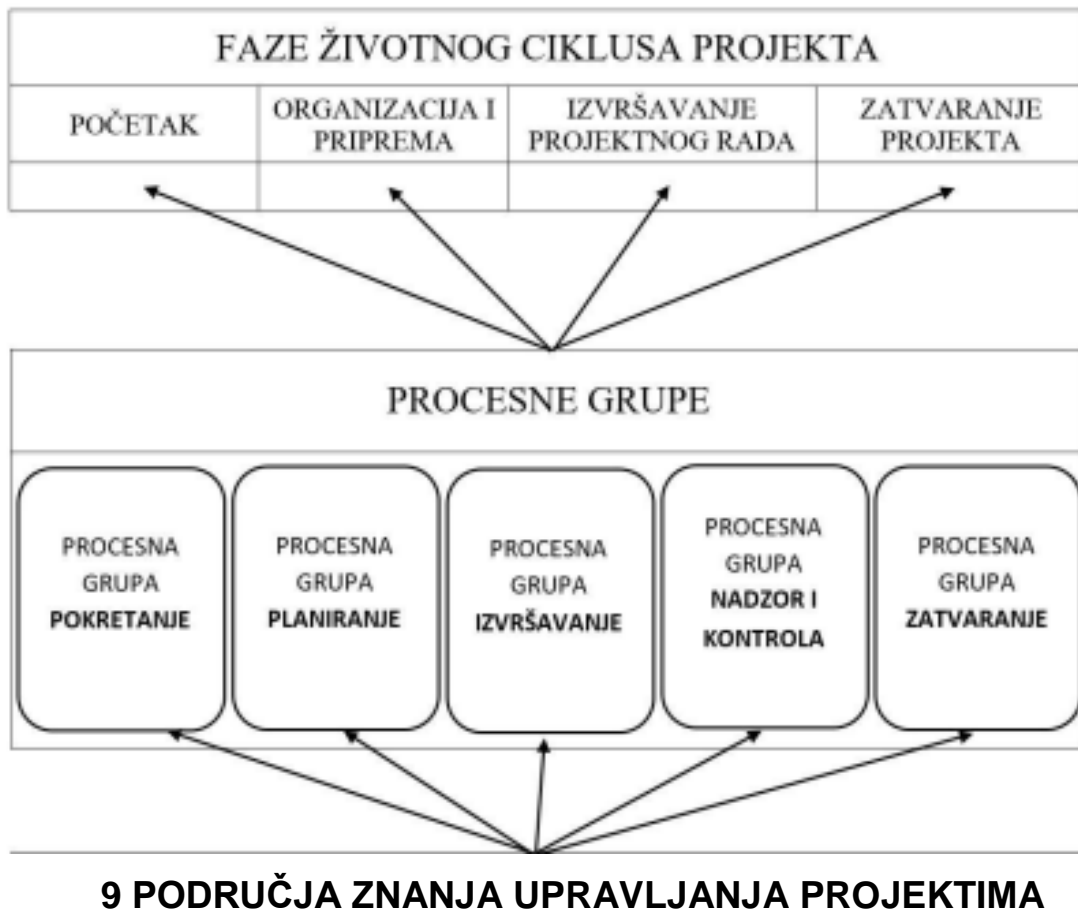 FAZE ŽIVOTNOG CIKLUSA PROJEKTA
POČETAK
ORGANIZACIJA I
PRIPREMA
IZVRŠAVANJE
PROJEKTNOG RADA
ZATVARANJE
PROJEKTA
PROCESNE GRUPE
PROCESNA
GRUPA
POKRETANJE
PROCESNA
GRUPA
PLANIRANJE
PROCESNA
GRUPA
IZVRŠAVANJE
PROCESNA
GRUPA
NADZOR I
KONTROLA
PROCESNA
GRUPA
ZATVARANJE
9 PODRUČJA ZNANJA UPRAVLJANJA PROJEKTIMA